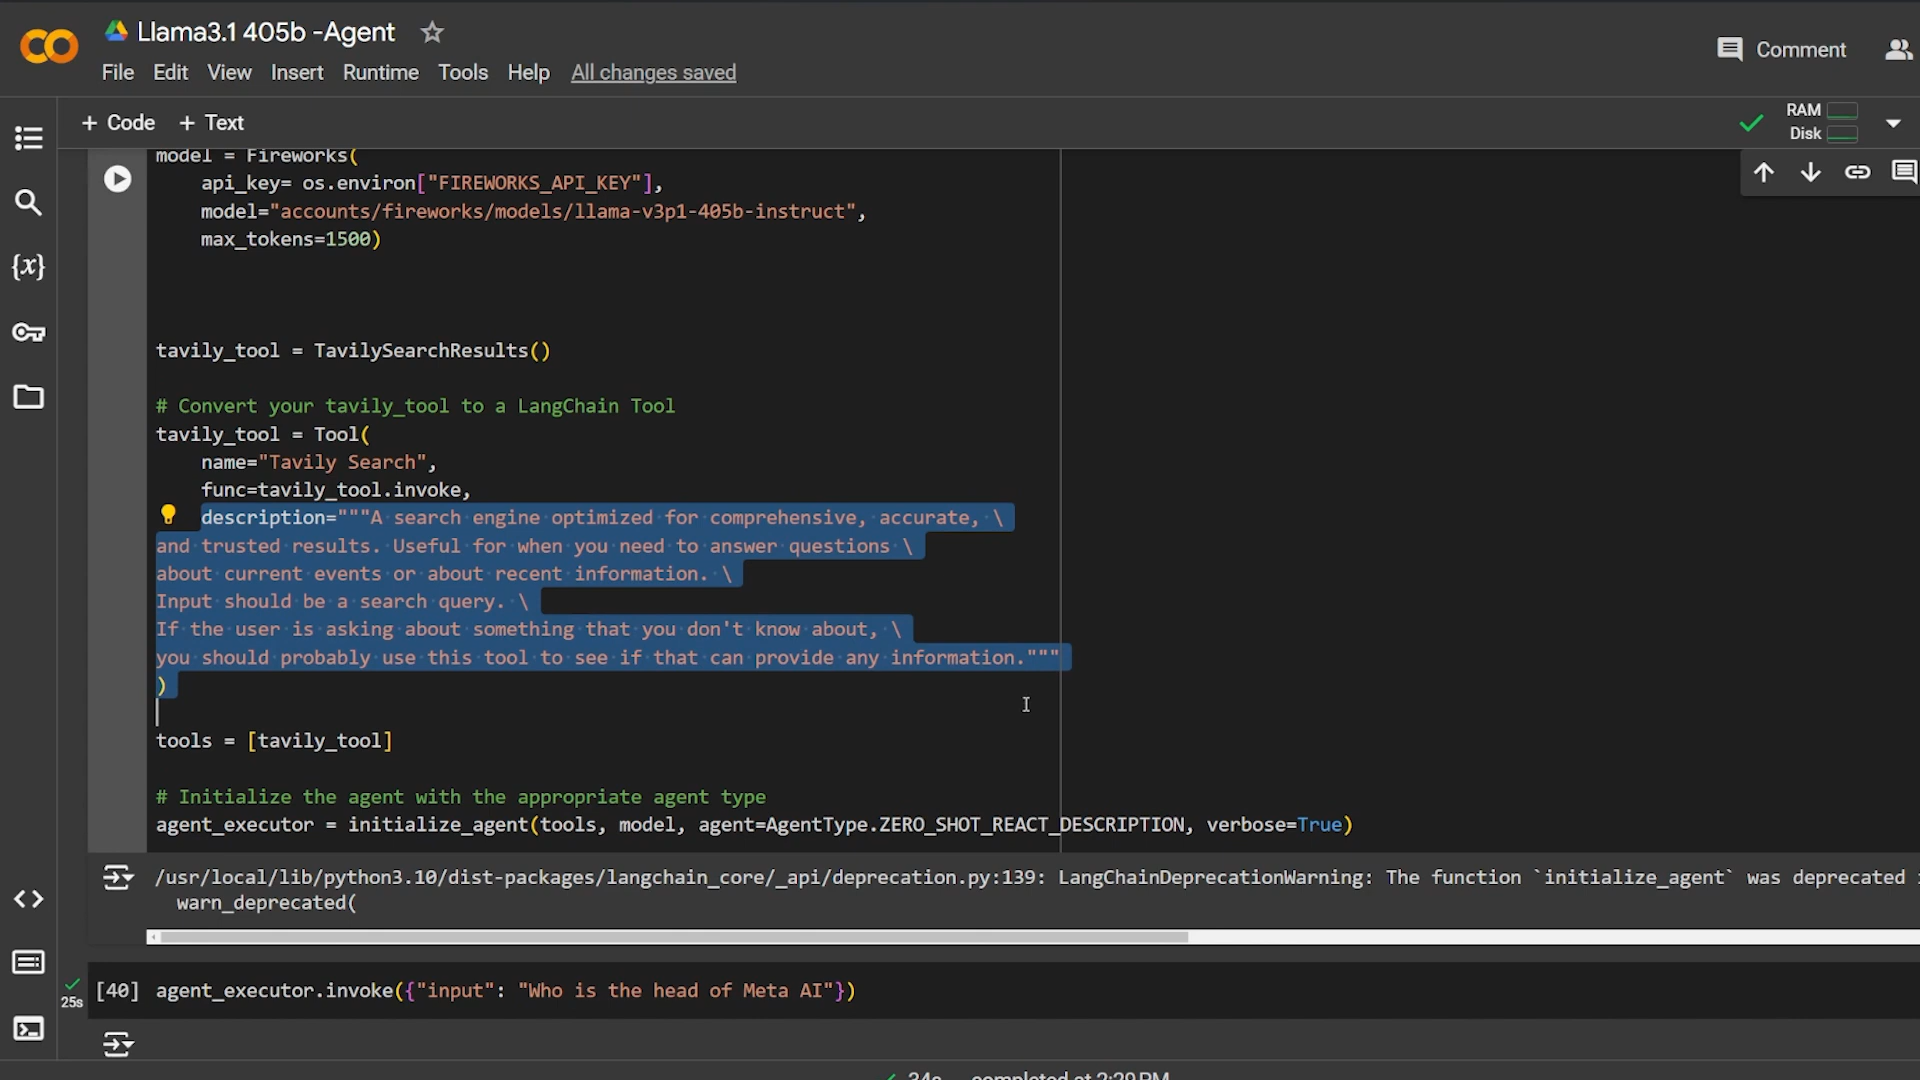 Llama3.1 405b -Agent
File Edit View Insert Runtime Tools Help All changes saved
Comment
+ Code + Text
RAM
Disk
model = Fireworks(
    api_key= os.environ["FIREWORKS_API_KEY"],
    model="accounts/fireworks/models/llama-v3p1-405b-instruct",
    max_tokens=1500)
tavily_tool = TavilySearchResults()
# Convert your tavily_tool to a LangChain Tool
tavily_tool = Tool(
    name="Tavily Search",
    func=tavily_tool.invoke,
    description="""A search engine optimized for comprehensive, accurate, \
and trusted results. Useful for when you need to answer questions \
about current events or about recent information. \
Input should be a search query. \
If the user is asking about something that you don't know about, \
you should probably use this tool to see if that can provide any information."""
)
tools = [tavily_tool]
# Initialize the agent with the appropriate agent type
agent_executor = initialize_agent(tools, model, agent=AgentType.ZERO_SHOT_REACT_DESCRIPTION, verbose=True)
/usr/local/lib/python3.10/dist-packages/langchain_core/_api/deprecation.py:139: LangChainDeprecationWarning: The function `initialize_agent` was deprecated
  warn_deprecated(
[40] agent_executor.invoke({"input": "Who is the head of Meta AI"})
25s
34s completed at 2:29 PM